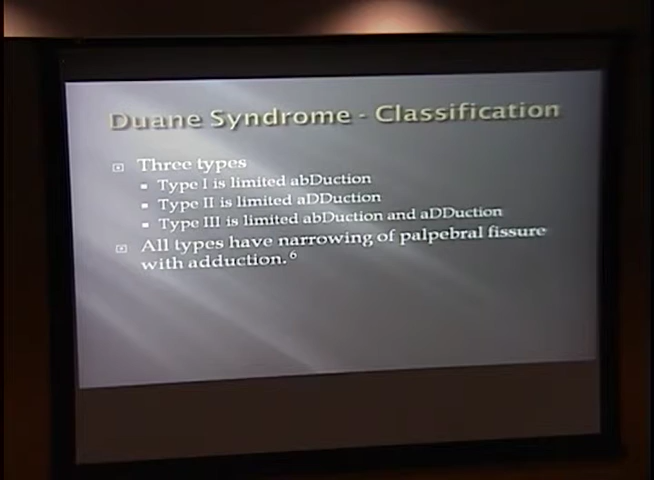 Duane Syndrome - Classification
Three types
Type I is limited abDuction
Type II is limited aDDuction
Type III is limited abDuction and aDDuction
All types have narrowing of palpebral fissure
with adduction.6